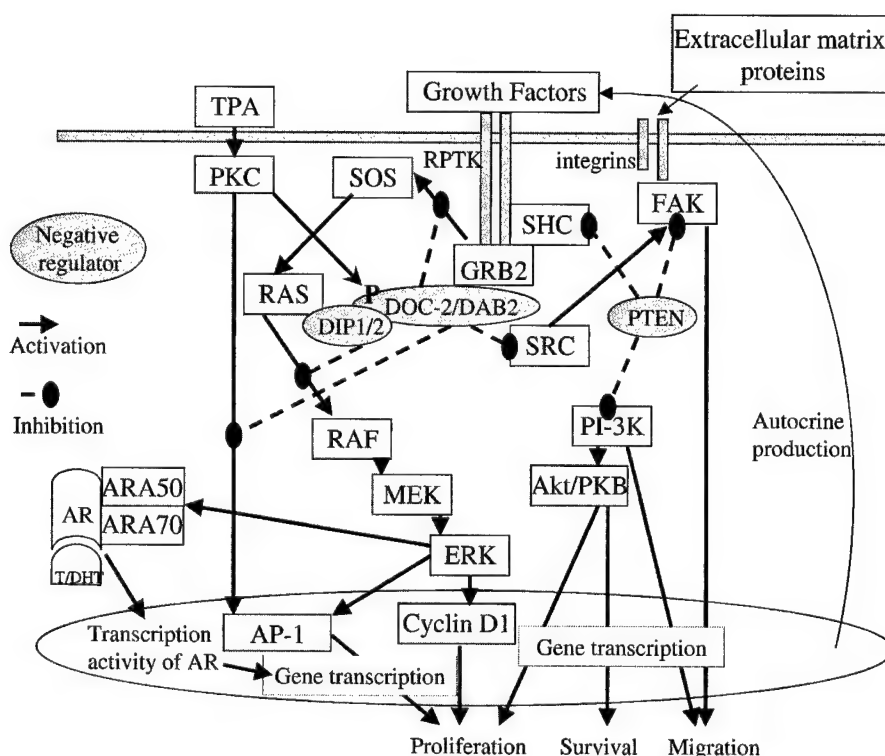 Extracellular matrix
proteins
TPA
Growth Factors
RPTK
integrins
PKC
SOS
FAK
SHC
Negative
regulator
GRB2
RAS
P
DOC-2/DAB2
DIP1/2
PTEN
SRC
Activation
Inhibition
RAF
PI-3K
Autocrine
production
MEK
Akt/PKB
ARA50
AR
ARA70
ERK
T/DHT
Transcription
activity of AR
AP-1
Cyclin D1
Gene transcription
Gene transcription
Proliferation
Survival
Migration